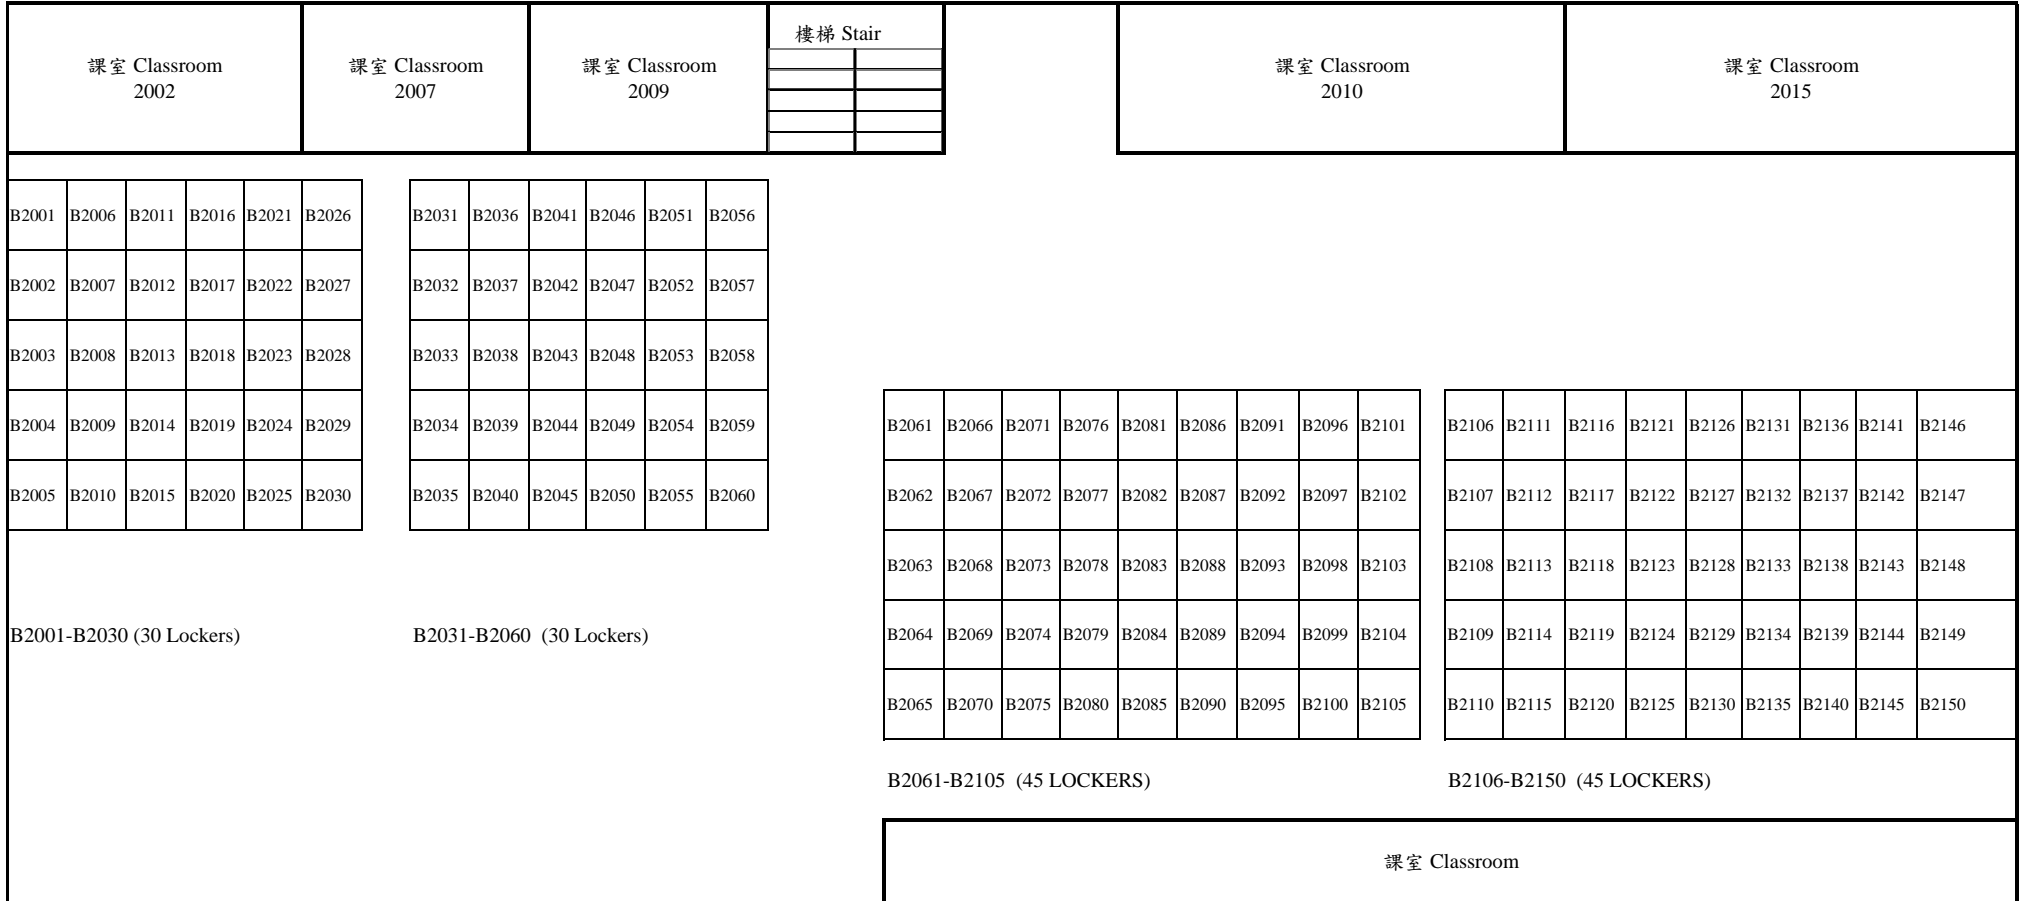 課室 Classroom
2002
課室 Classroom
2007
課室 Classroom
2009
樓梯 Stair
課室 Classroom
2010
課室 Classroom
2015
B2001 B2006 B2011 B2016 B2021 B2026 B2031 B2036 B2041 B2046 B2051 B2056
B2002 B2007 B2012 B2017 B2022 B2027 B2032 B2037 B2042 B2047 B2052 B2057
B2003 B2008 B2013 B2018 B2023 B2028 B2033 B2038 B2043 B2048 B2053 B2058
B2004 B2009 B2014 B2019 B2024 B2029 B2034 B2039 B2044 B2049 B2054 B2059 B2061 B2066 B2071 B2076 B2081 B2086 B2091 B2096 B2101 B2106 B2111 B2116 B2121 B2126 B2131 B2136 B2141 B2146
B2005 B2010 B2015 B2020 B2025 B2030 B2035 B2040 B2045 B2050 B2055 B2060 B2062 B2067 B2072 B2077 B2082 B2087 B2092 B2097 B2102 B2107 B2112 B2117 B2122 B2127 B2132 B2137 B2142 B2147
B2063 B2068 B2073 B2078 B2083 B2088 B2093 B2098 B2103 B2108 B2113 B2118 B2123 B2128 B2133 B2138 B2143 B2148
B2001-B2030 (30 Lockers) B2031-B2060 (30 Lockers) B2064 B2069 B2074 B2079 B2084 B2089 B2094 B2099 B2104 B2109 B2114 B2119 B2124 B2129 B2134 B2139 B2144 B2149
B2065 B2070 B2075 B2080 B2085 B2090 B2095 B2100 B2105 B2110 B2115 B2120 B2125 B2130 B2135 B2140 B2145 B2150
B2061-B2105 (45 LOCKERS) B2106-B2150 (45 LOCKERS)
課室 Classroom